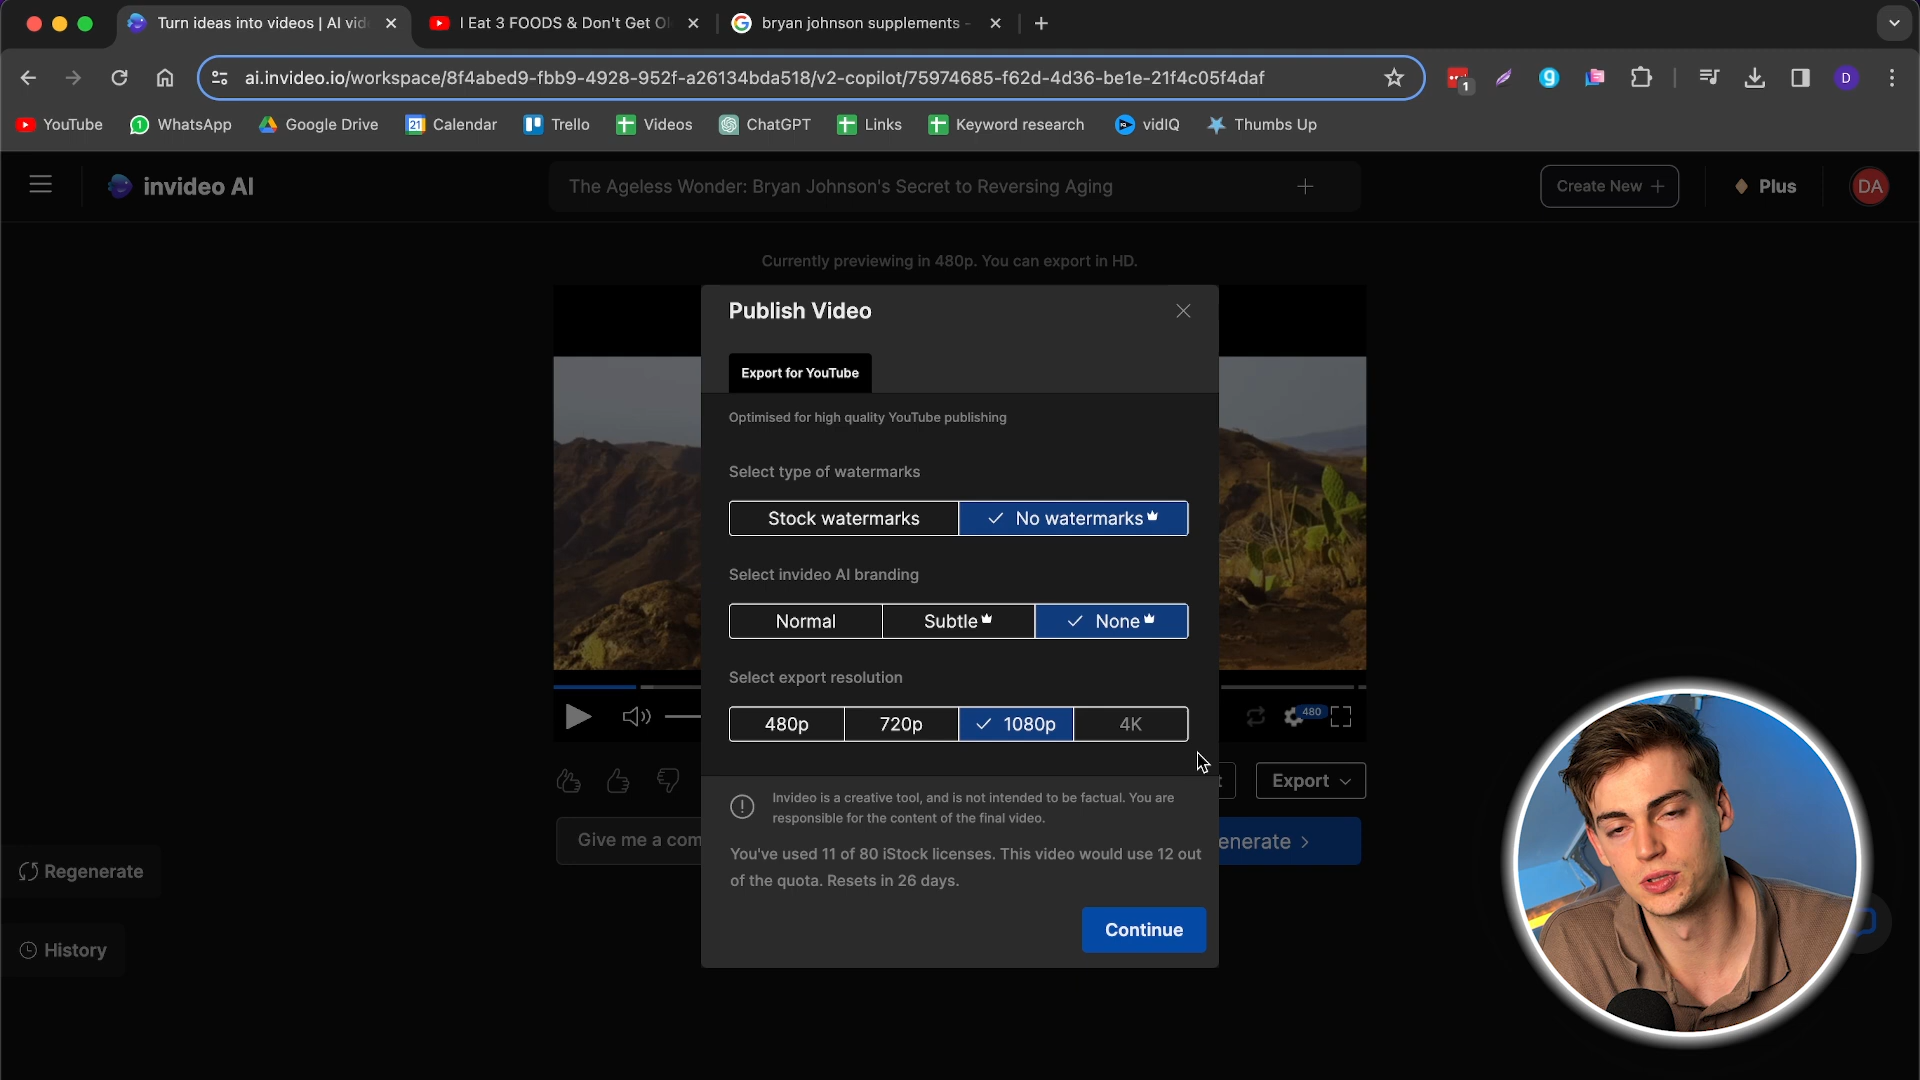 Turn ideas into videos | AI vid
I Eat 3 FOODS & Don't Get Ol
bryan johnson supplements -
ai.invideo.io/workspace/8f4abed9-fbb9-4928-952f-a26134bda518/v2-copilot/75974685-f62d-4d36-be1e-21f4c05f4daf
1
g
D
YouTube
1
WhatsApp
Google Drive
21
Calendar
Trello
Videos
ChatGPT
Links
Keyword research
vidIQ
Thumbs Up
invideo AI
The Ageless Wonder: Bryan Johnson's Secret to Reversing Aging
Create New +
Plus
DA
Currently previewing in 480p. You can export in HD.
Publish Video
Export for YouTube
Optimised for high quality YouTube publishing
Select type of watermarks
Stock watermarks
No watermarks
Select invideo AI branding
Normal
Subtle
None
Select export resolution
480p
720p
1080p
4K
480
t
Export
Invideo is a creative tool, and is not intended to be factual. You are
responsible for the content of the final video.
Give me a com
enerate >
You've used 11 of 80 iStock licenses. This video would use 12 out
of the quota. Resets in 26 days.
Regenerate
Continue
History